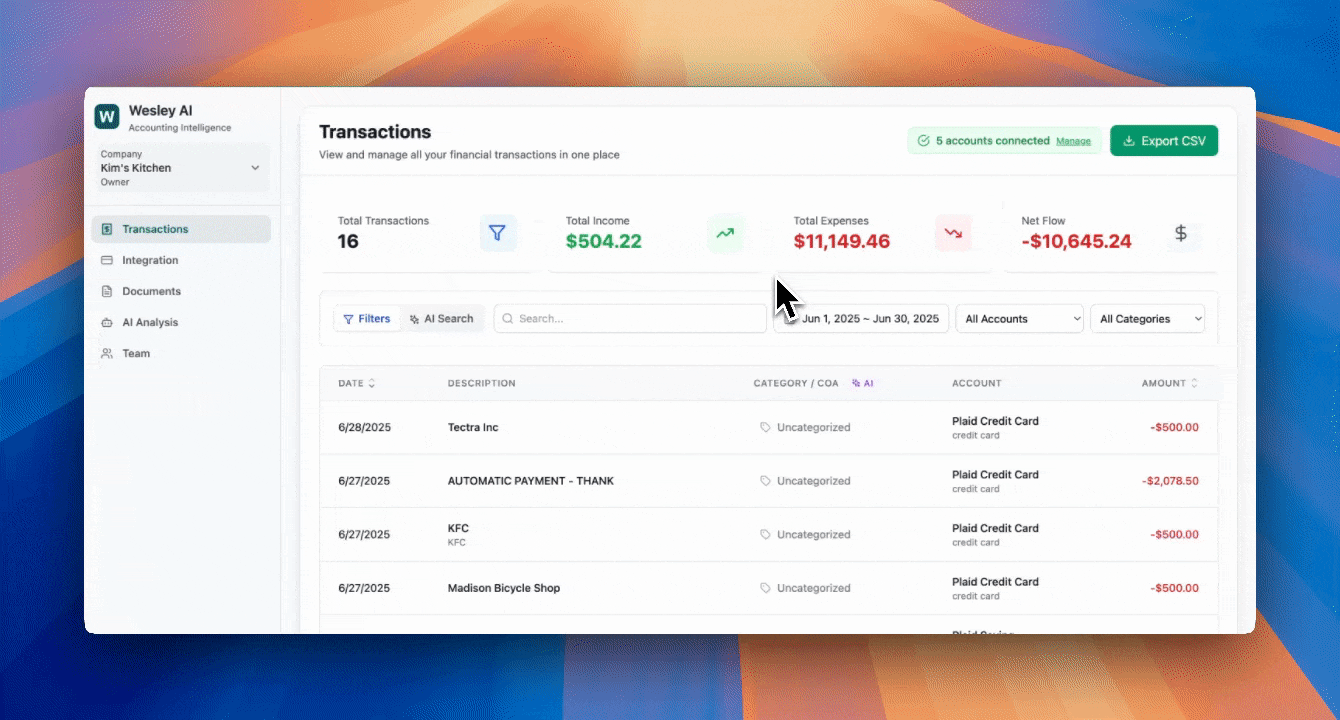 W
Wesley AI
Accounting Intelligence
Company
Kim's Kitchen
Owner
Transactions
Integration
Documents
AI Analysis
Team
Transactions
View and manage all your financial transactions in one place
5 accounts connected Manage
Export CSV
Total Transactions
16
Total Income
$504.22
Total Expenses
$11,149.46
Net Flow
-$10,645.24
$
Filters
AI Search
Search...
Jun 1, 2025 ~ Jun 30, 2025
All Accounts
All Categories
DATE DESCRIPTION CATEGORY / COA AI ACCOUNT AMOUNT
6/28/2025 Tectra Inc Uncategorized Plaid Credit Card -$500.00
credit card
6/27/2025 AUTOMATIC PAYMENT - THANK Uncategorized Plaid Credit Card -$2,078.50
credit card
6/27/2025 KFC Uncategorized Plaid Credit Card -$500.00
KFC credit card
6/27/2025 Madison Bicycle Shop Uncategorized Plaid Credit Card -$500.00
credit card